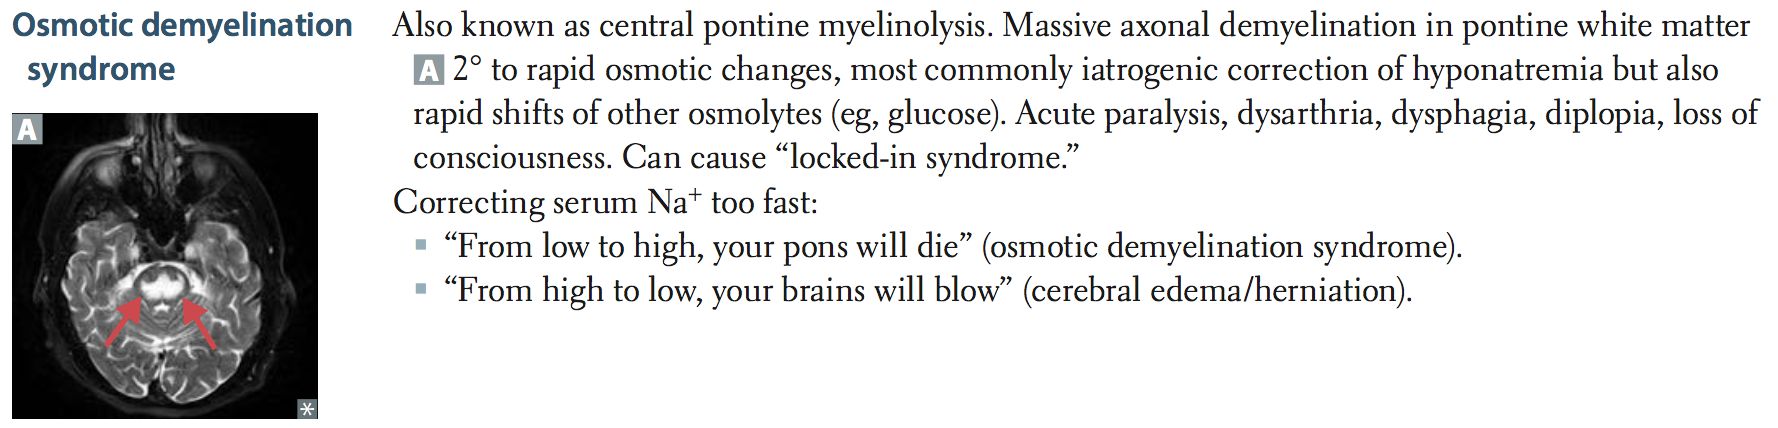 Osmotic demyelination
syndrome
A
*
Also known as central pontine myelinolysis. Massive axonal demyelination in pontine white matter
A 2° to rapid osmotic changes, most commonly iatrogenic correction of hyponatremia but also
rapid shifts of other osmolytes (eg, glucose). Acute paralysis, dysarthria, dysphagia, diplopia, loss of
consciousness. Can cause “locked-in syndrome.”
Correcting serum Na⁺ too fast:
▪ “From low to high, your pons will die” (osmotic demyelination syndrome).
▪ “From high to low, your brains will blow” (cerebral edema/herniation).